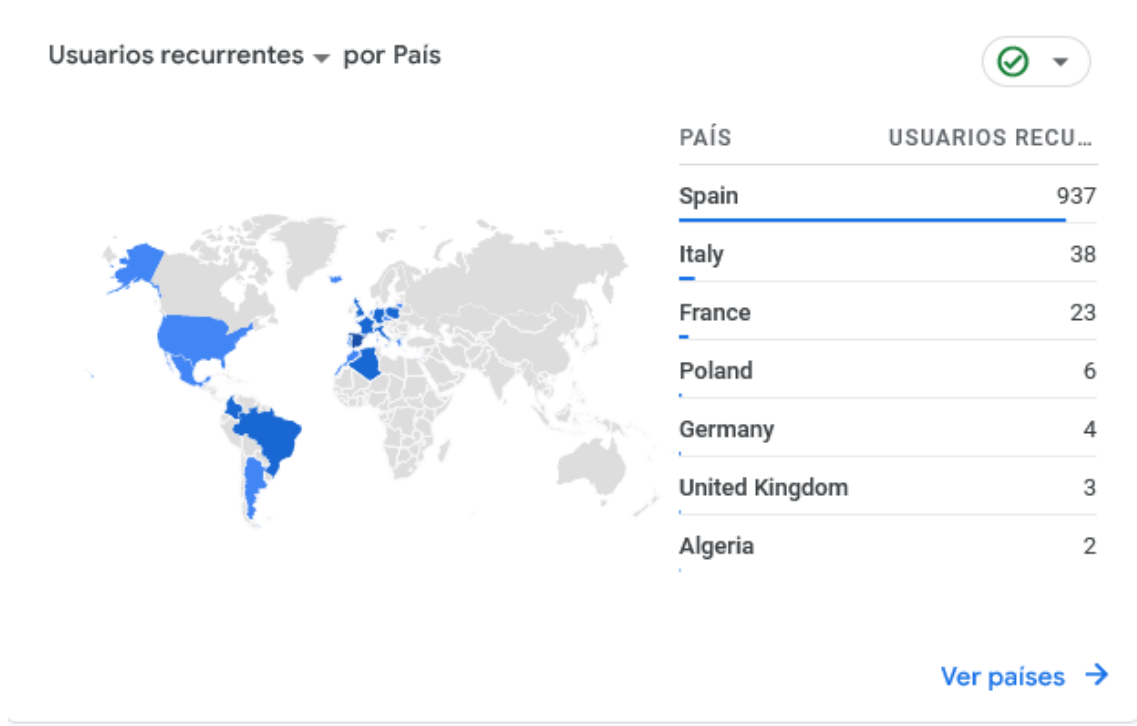 Usuarios recurrentes por País
PAÍS USUARIOS RECU...
Spain 937
Italy 38
France 23
Poland 6
Germany 4
United Kingdom 3
Algeria 2
Ver países